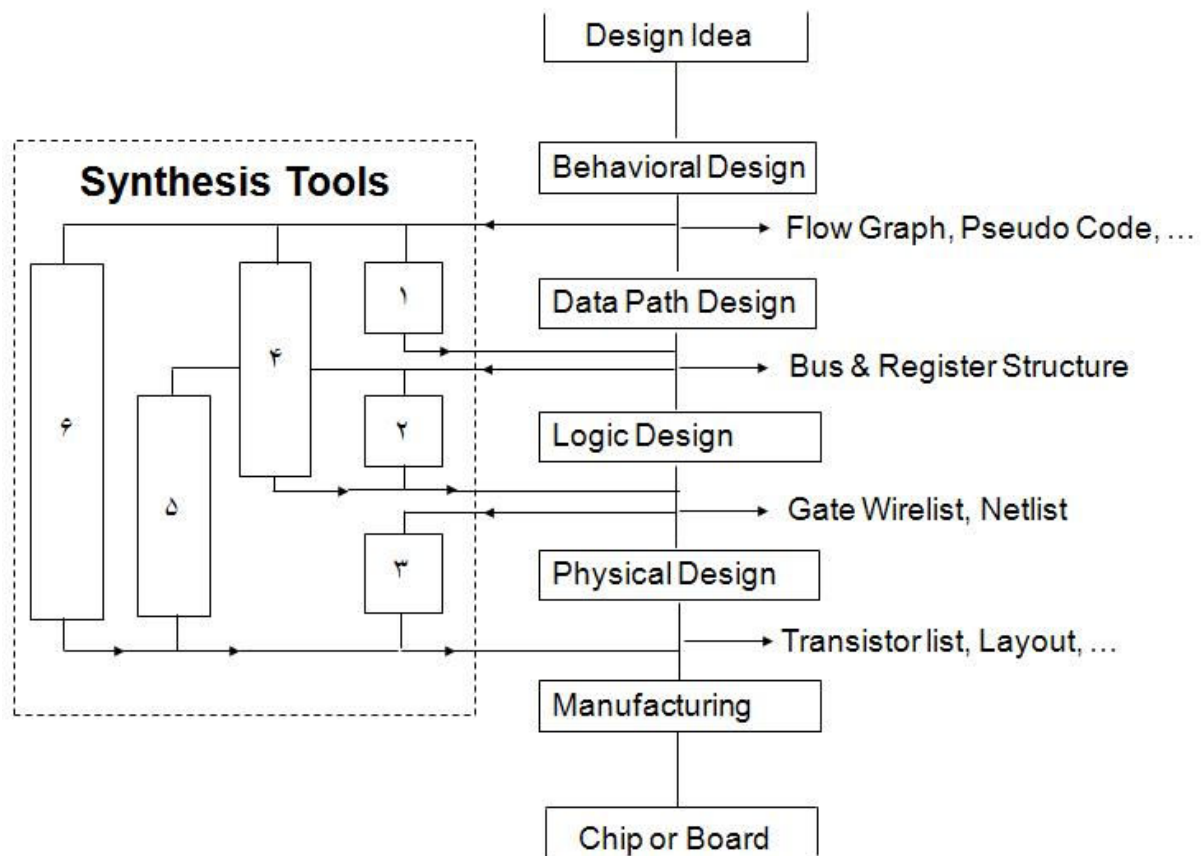 Design Idea
Behavioral Design
Synthesis Tools
Flow Graph, Pseudo Code, …
۱
Data Path Design
۴
Bus & Register Structure
۶
۲
Logic Design
۵
Gate Wirelist, Netlist
۳
Physical Design
Transistor list, Layout, …
Manufacturing
Chip or Board